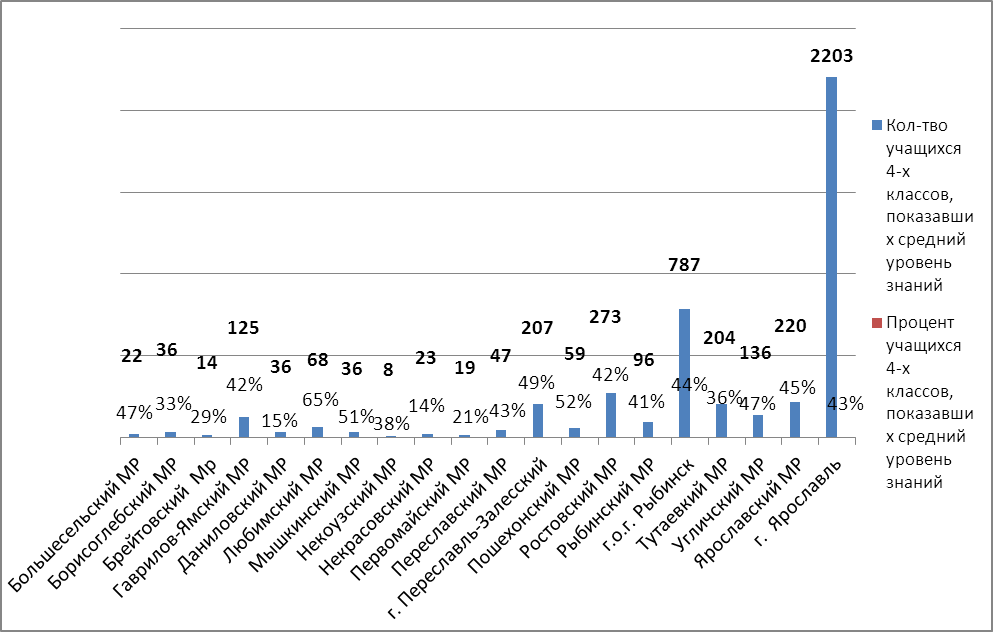 2203
787
273
220
207
204
125
96
136
68
59
47
36
36
36
22
23
19
14
8
47%
33%
29%
42%
15%
65%
51%
38%
14%
21%
43%
49%
52%
42%
41%
44%
36%
47%
45%
43%
Большесельский МР
Борисоглебский МР
Брейтовский Мр
Гаврилов-Ямский МР
Даниловский МР
Любимский МР
Мышкинский МР
Некоузский МР
Некрасовский МР
Первомайский МР
Переславский МР
г. Переславль-Залесский
Пошехонский МР
Ростовский МР
Рыбинский МР
г.о.г. Рыбинск
Тутаевкий МР
Угличский МР
Ярославский МР
г. Ярославль
Кол-тво
учащихся
4-х
классов,
показавши
х средний
уровень
знаний
Процент
учащихся
4-х
классов,
показавши
х средний
уровень
знаний